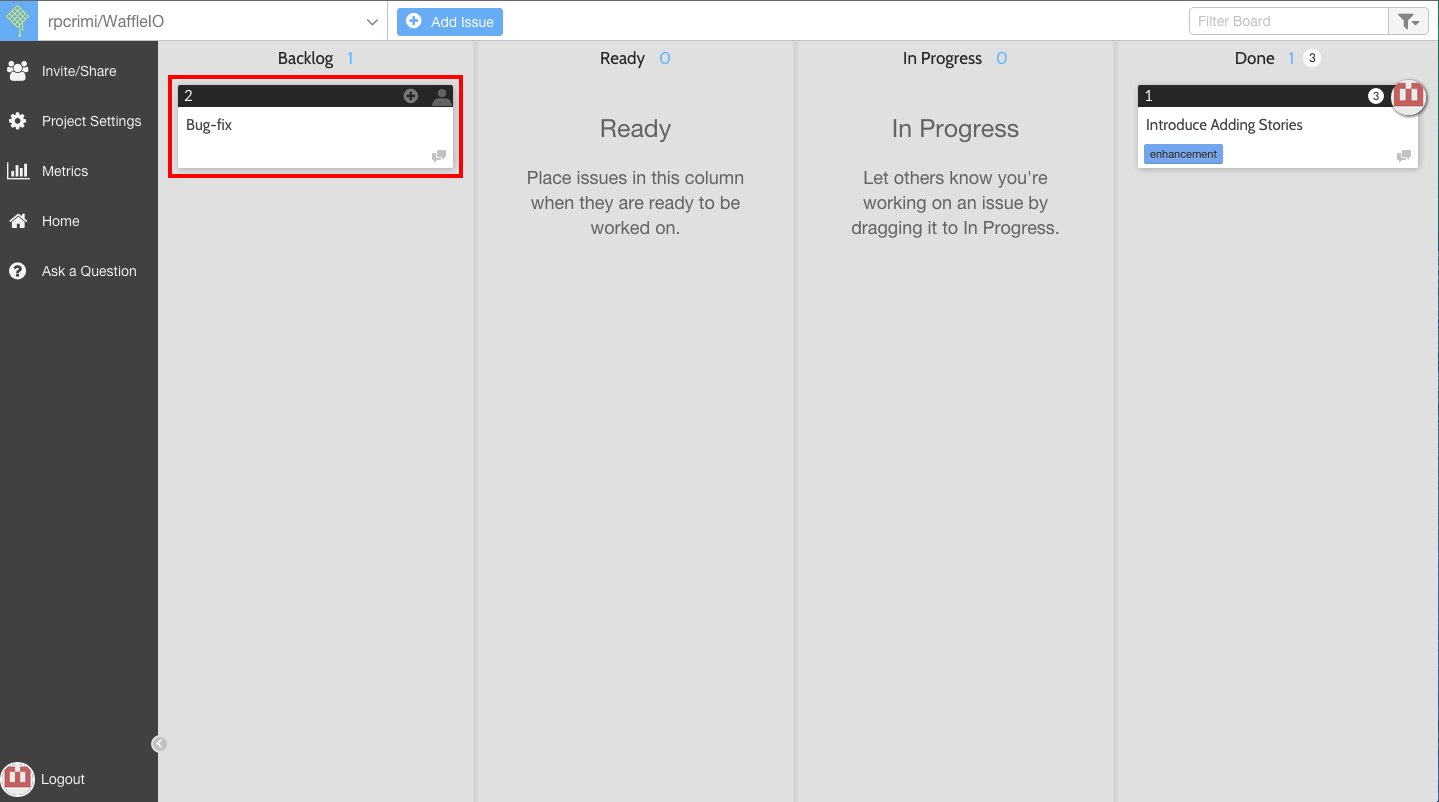 rpcrimi/WaffleIO
Add Issue
Filter Board
Invite/Share
Project Settings
Metrics
Home
Ask a Question
Logout
Backlog 1
2
Bug-fix
Ready 0
Ready
Place issues in this column
when they are ready to be
worked on.
In Progress 0
In Progress
Let others know you're
working on an issue by
dragging it to In Progress.
Done 1 3
1 3
Introduce Adding Stories
enhancement